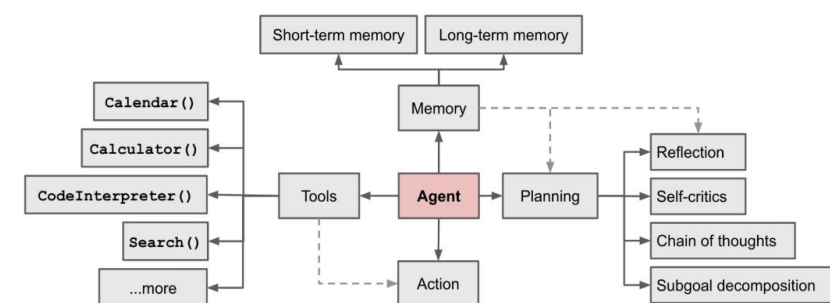 Short-term memory
Long-term memory
Memory
Calendar()
Calculator()
CodeInterpreter()
Search()
...more
Tools
Agent
Action
Planning
Reflection
Self-critics
Chain of thoughts
Subgoal decomposition